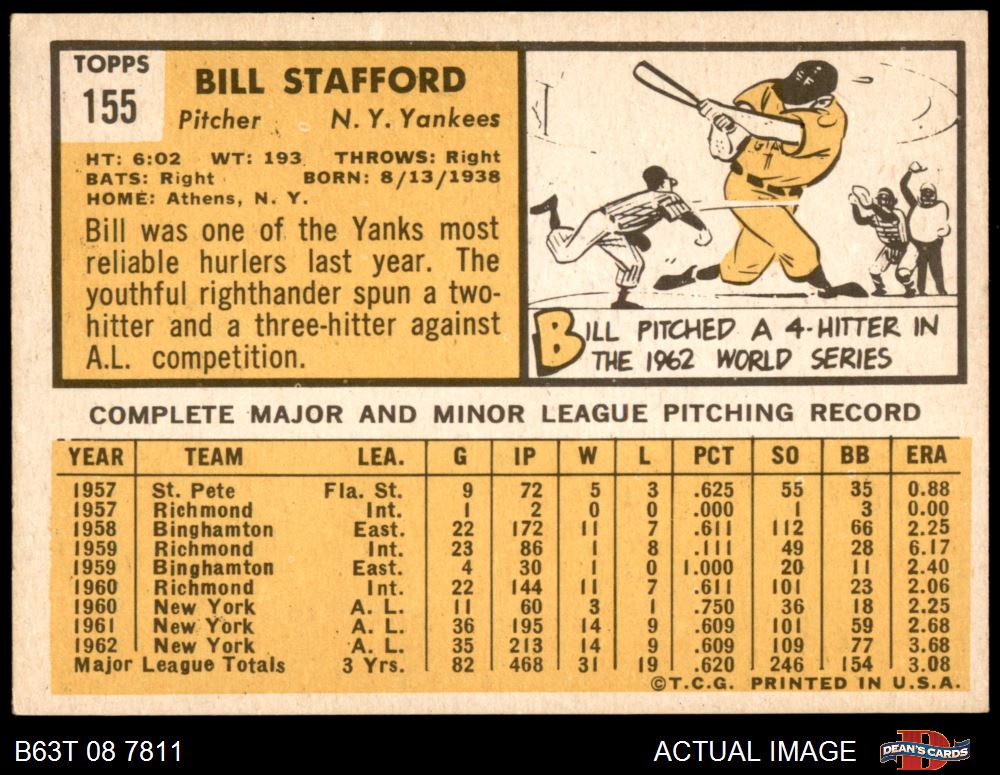 TOPPS
155
BILL STAFFORD
Pitcher N. Y. Yankees
HT: 6:02 WT: 193 THROWS: Right
BATS: Right BORN: 8/13/1938
HOME: Athens, N. Y.
Bill was one of the Yanks most
reliable hurlers last year. The
youthful righthander spun a two-
hitter and a three-hitter against
A.L. competition.
BILL PITCHED A 4-HITTER IN
THE 1962 WORLD SERIES
COMPLETE MAJOR AND MINOR LEAGUE PITCHING RECORD
YEAR TEAM LEA. G IP W L PCT SO BB ERA
1957 St. Pete Fla. St. 9 72 5 3 .625 55 35 0.88
1957 Richmond Int. 1 2 0 0 .000 1 3 0.00
1958 Binghamton East. 22 172 11 7 .611 112 66 2.25
1959 Richmond Int. 23 86 1 8 .111 49 28 6.17
1959 Binghamton East. 4 30 1 0 1.000 20 11 2.40
1960 Richmond Int. 22 144 11 7 .611 101 23 2.06
1960 New York A. L. 11 60 3 1 .750 36 18 2.25
1961 New York A. L. 36 195 14 9 .609 101 59 2.68
1962 New York A. L. 35 213 14 9 .609 109 77 3.68
Major League Totals 3 Yrs. 82 468 31 19 .620 246 154 3.08
©T.C.G. PRINTED IN U.S.A.
B63T 08 7811 ACTUAL IMAGE DEAN'S CARDS